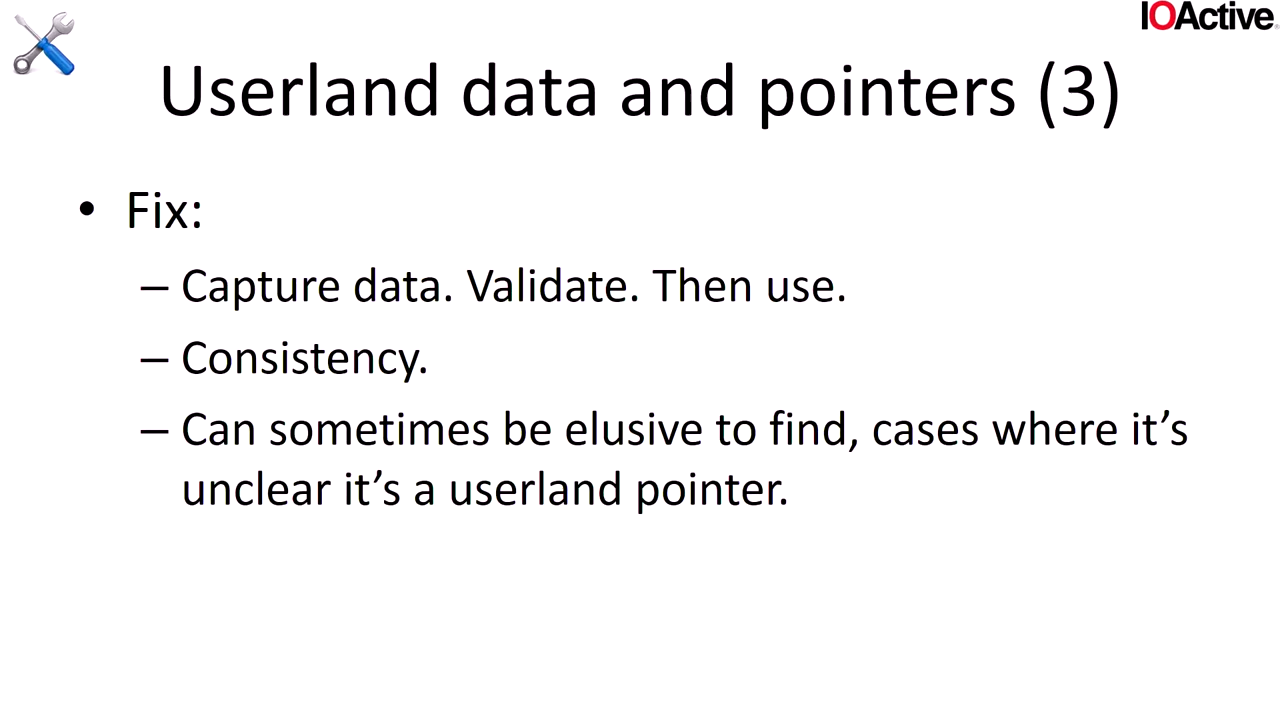 IOActive
Userland data and pointers (3)
• Fix:
– Capture data. Validate. Then use.
– Consistency.
– Can sometimes be elusive to find, cases where it’s
unclear it’s a userland pointer.